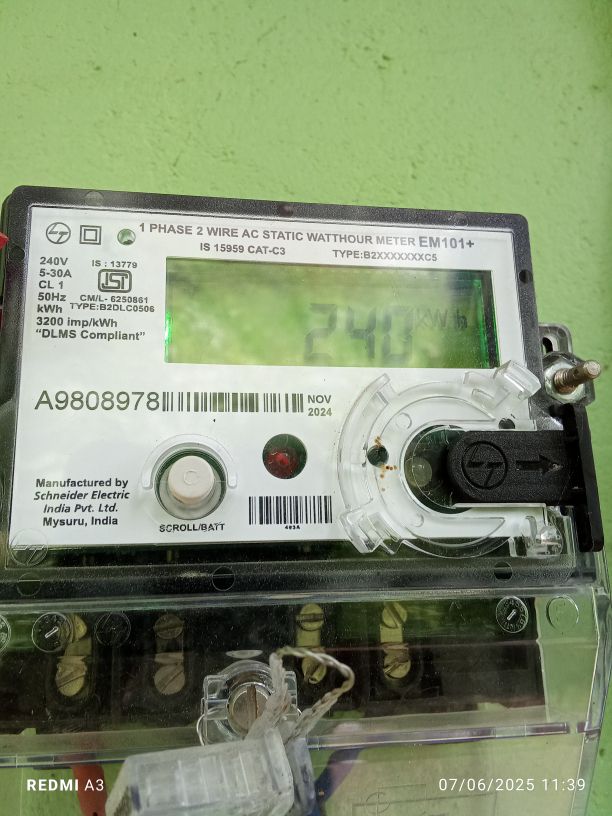 1 PHASE 2 WIRE AC STATIC WATTHOUR METER EM101+
IS 15959 CAT-C3 TYPE:B2XXXXXXXC5
240V
5-30A
CL 1
50Hz
kWh
3200 imp/kWh
"DLMS Compliant"
IS : 13779
ISI
CM/L- 6250861
TYPE:B2DLC0506
240 kWh
A9808978
NOV
2024
C
SCROLL/BATT
403A
Manufactured by
Schneider Electric
India Pvt. Ltd.
Mysuru, India
REDMI A3
07/06/2025 11:39